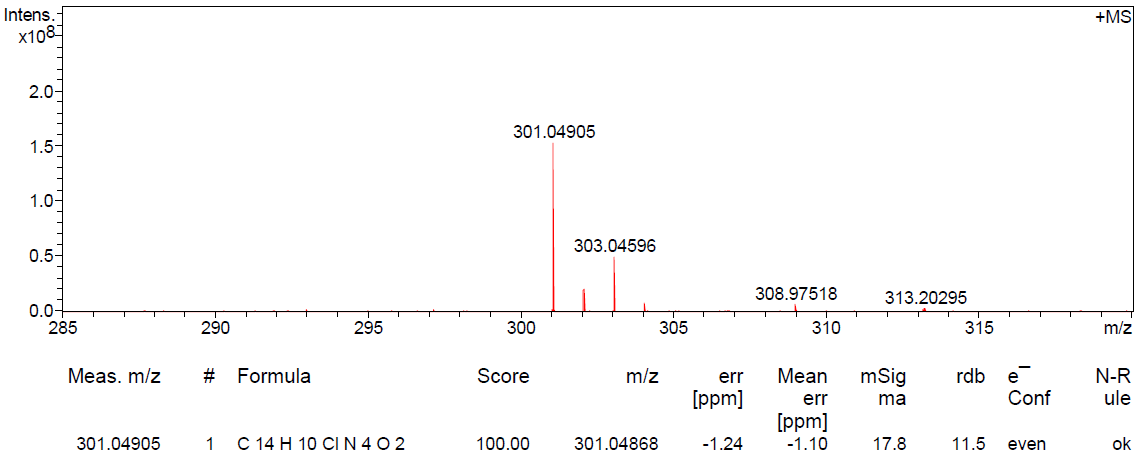 Intens.
x10⁸
+MS
2.0
1.5
1.0
0.5
0.0
301.04905
303.04596
308.97518
313.20295
285 290 295 300 305 310 315 m/z
Meas. m/z # Formula Score m/z err Mean mSig rdb e‾ N-R
[ppm] err ma Conf ule
[ppm]
301.04905 1 C 14 H 10 Cl N 4 O 2 100.00 301.04868 -1.24 -1.10 17.8 11.5 even ok